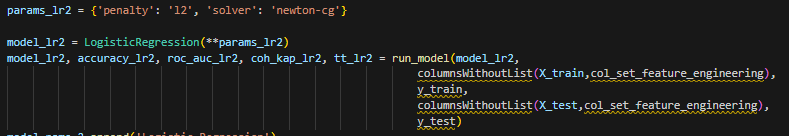 params_lr2 = {'penalty': 'l2', 'solver': 'newton-cg'}
model_lr2 = LogisticRegression(**params_lr2)
model_lr2, accuracy_lr2, roc_auc_lr2, coh_kap_lr2, tt_lr2 = run_model(model_lr2,
columnsWithoutList(X_train,col_set_feature_engineering),
y_train,
columnsWithoutList(X_test,col_set_feature_engineering),
y_test)